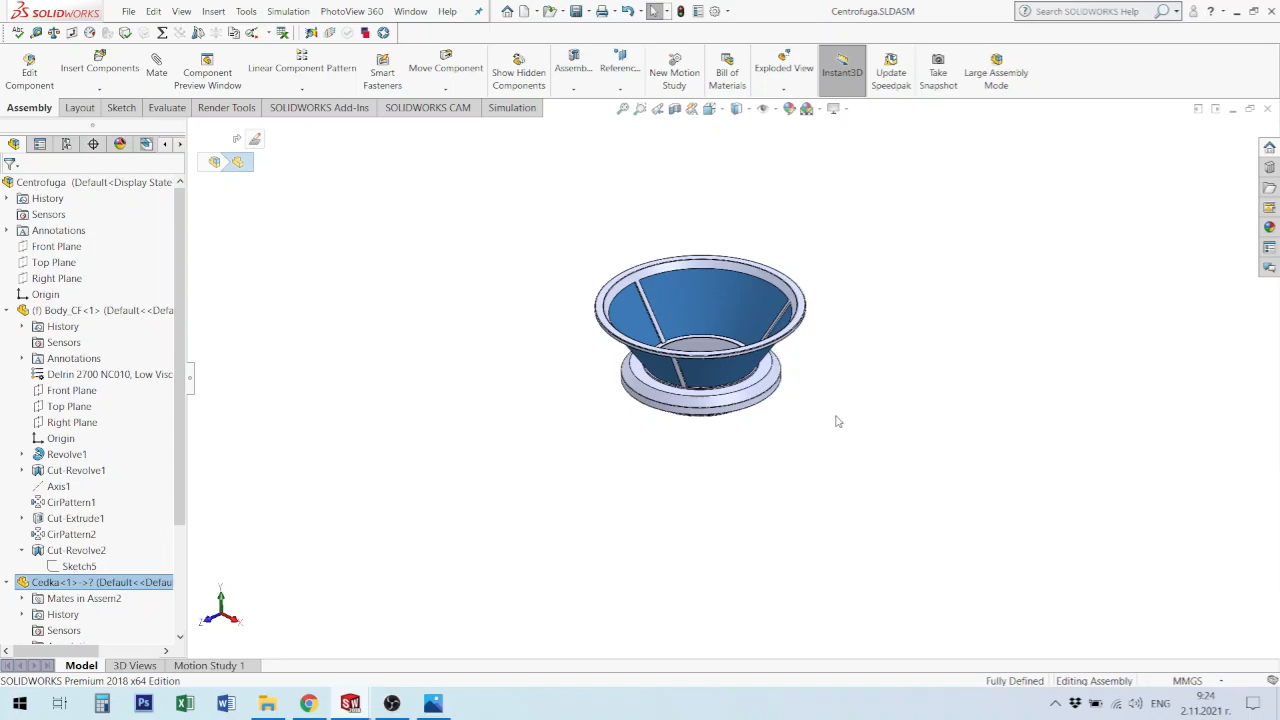 SOLIDWORKS File Edit View Insert Tools Simulation PhotoView 360 Window Help Centrofuga.SLDASM Search SOLIDWORKS Help
Edit Component
Insert Components
Mate
Component Preview Window
Linear Component Pattern
Smart Fasteners
Move Component
Show Hidden Components
Assemb...
Referenc...
New Motion Study
Bill of Materials
Exploded View
Instant3D
Update Speedpak
Take Snapshot
Large Assembly Mode
Assembly Layout Sketch Evaluate Render Tools SOLIDWORKS Add-Ins SOLIDWORKS CAM Simulation
Centrofuga (Default<Display State
History
Sensors
Annotations
Front Plane
Top Plane
Right Plane
Origin
(f) Body_CF<1> (Default<<Defa
History
Sensors
Annotations
Delrin 2700 NC010, Low Visc
Front Plane
Top Plane
Right Plane
Origin
Revolve1
Cut-Revolve1
Axis1
CirPattern1
Cut-Extrude1
CirPattern2
Cut-Revolve2
Sketch5
Cedka<1>->? (Default<<Defau
Mates in Assem2
History
Sensors
Y
Z
X
Model 3D Views Motion Study 1
SOLIDWORKS Premium 2018 x64 Edition Fully Defined Editing Assembly MMGS
ЕНГ
9:24
2.11.2021 г.